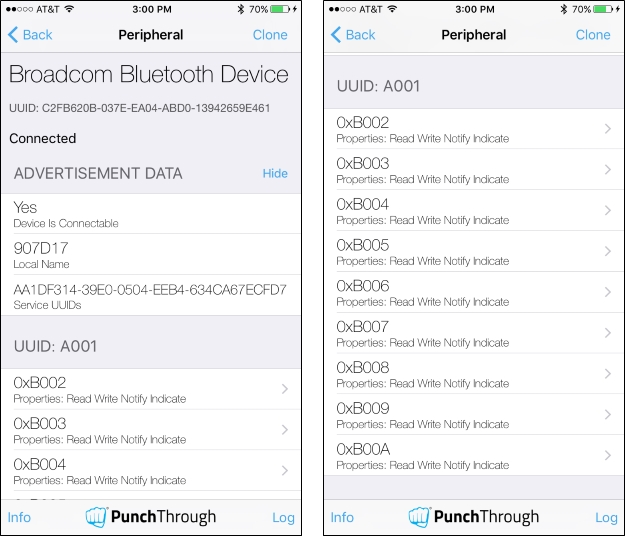 AT&T 3:00 PM 70%
Back Peripheral Clone
Broadcom Bluetooth Device
UUID: C2FB620B-037E-EA04-ABD0-13942659E461
Connected
ADVERTISEMENT DATA Hide
Yes
Device Is Connectable
907D17
Local Name
AA1DF314-39E0-0504-EEB4-634CA67ECFD7
Service UUIDs
UUID: A001
0xB002
Properties: Read Write Notify Indicate
0xB003
Properties: Read Write Notify Indicate
0xB004
Properties: Read Write Notify Indicate
Info PunchThrough Log
AT&T 3:00 PM 70%
Back Peripheral Clone
UUID: A001
0xB002
Properties: Read Write Notify Indicate
0xB003
Properties: Read Write Notify Indicate
0xB004
Properties: Read Write Notify Indicate
0xB005
Properties: Read Write Notify Indicate
0xB006
Properties: Read Write Notify Indicate
0xB007
Properties: Read Write Notify Indicate
0xB008
Properties: Read Write Notify Indicate
0xB009
Properties: Read Write Notify Indicate
0xB00A
Properties: Read Write Notify Indicate
Info PunchThrough Log